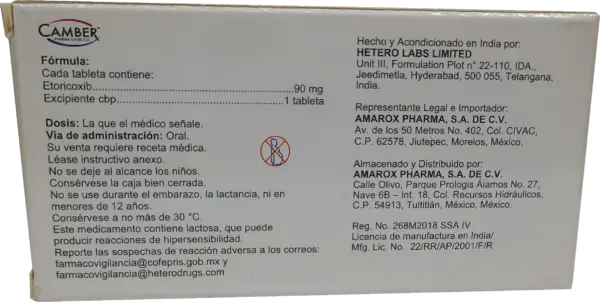 CAMBER
PHARMA S.A. DE C.V.
Fórmula:
Cada tableta contiene:
Etoricoxib.....90 mg
Excipiente cbp.....1 tableta
Dosis: La que el médico señale.
Vía de administración: Oral.
Su venta requiere receta médica.
Léase instructivo anexo.
No se deje al alcance los niños.
Consérvese la caja bien cerrada.
No se use durante el embarazo, la lactancia, ni en
menores de 12 años.
Consérvese a no más de 30 °C.
Este medicamento contiene lactosa, que puede
producir reacciones de hipersensibilidad.
Reporte las sospechas de reacción adversa a los correos:
farmacovigilancia@cofepris.gob.mx y
farmacovigilancia@heterodrugs.com
Hecho y Acondicionado en India por:
HETERO LABS LIMITED
Unit III, Formulation Plot n° 22-110, IDA.,
Jeedimetla, Hyderabad, 500 055, Telangana,
India.
Representante Legal e Importador:
AMAROX PHARMA, S.A. DE C.V.
Av. de los 50 Metros No. 402, Col. CIVAC,
C.P. 62578, Jiutepec, Morelos, México.
Almacenado y Distribuido por:
AMAROX PHARMA, S.A. DE C.V.
Calle Olivo, Parque Prologis Álamos No. 27,
Nave 6B - Int. 18, Col. Recursos Hidráulicos,
C.P. 54913, Tultitlán, México, México.
Reg. No. 268M2018 SSA IV
Licencia de manufactura en India/
Mfg. Lic. No. 22/RR/AP/2001/F/R